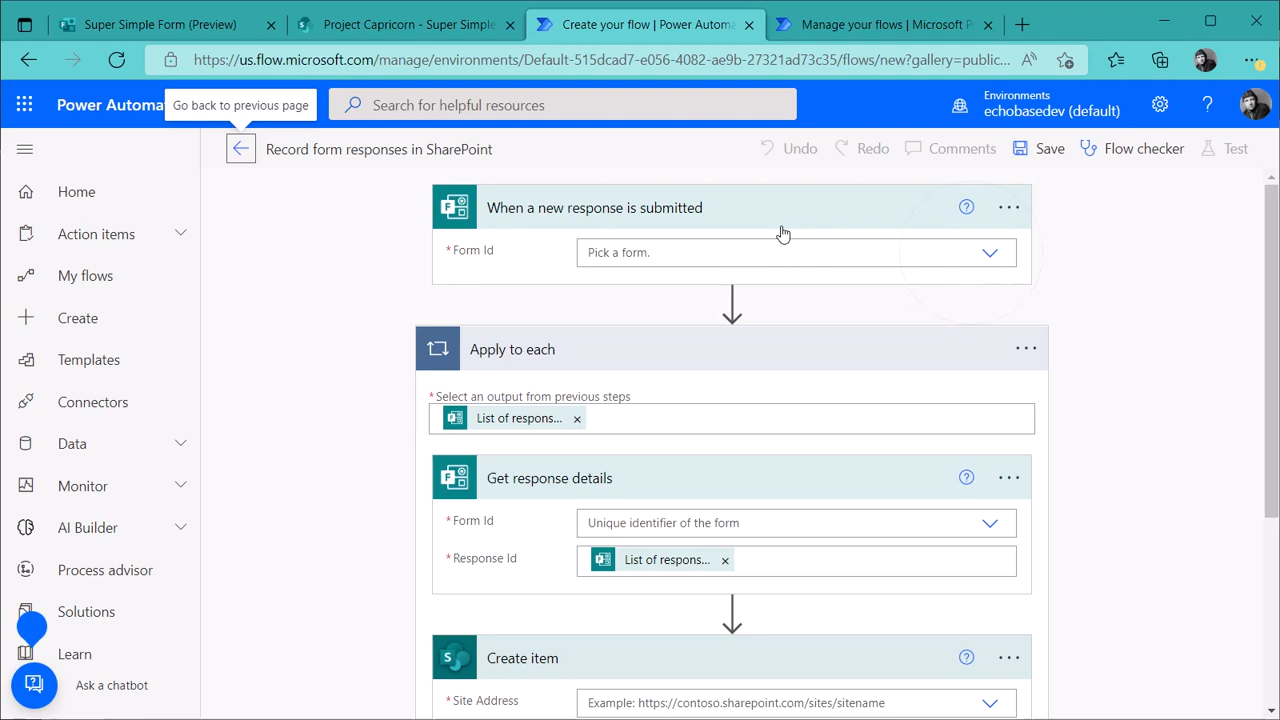 Super Simple Form (Preview)
Project Capricorn - Super Simple
Create your flow | Power Automa
Manage your flows | Microsoft P
https://us.flow.microsoft.com/manage/environments/Default-515dcad7-e056-4082-ae9b-27321ad73c35/flows/new?gallery=public...
Power Automa
Go back to previous page
Search for helpful resources
Environments
echobasedev (default)
Record form responses in SharePoint
Undo
Redo
Comments
Save
Flow checker
Test
Home
Action items
My flows
Create
Templates
Connectors
Data
Monitor
AI Builder
Process advisor
Solutions
Learn
Ask a chatbot
When a new response is submitted
*Form Id
Pick a form.
Apply to each
*Select an output from previous steps
List of respons...
Get response details
*Form Id
Unique identifier of the form
*Response Id
List of respons...
Create item
*Site Address
Example: https://contoso.sharepoint.com/sites/sitename